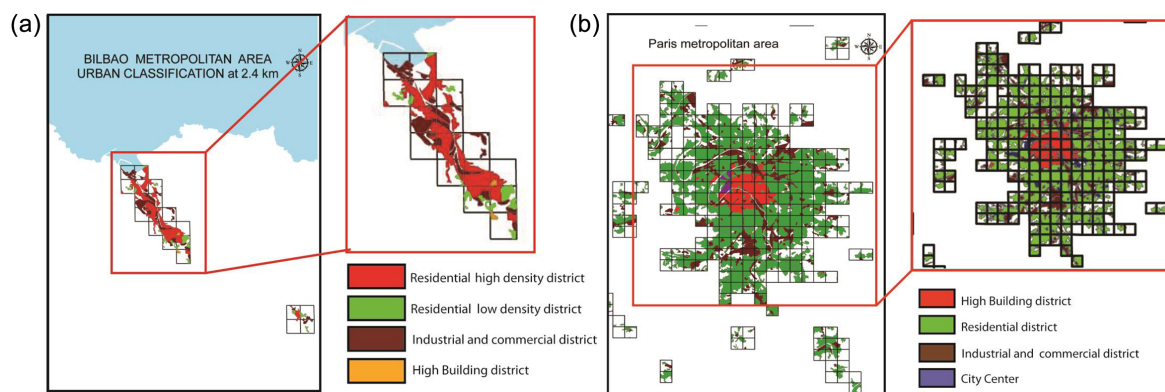 (a)
BILBAO METROPOLITAN AREA
URBAN CLASSIFICATION at 2.4 km
N
W
E
S
Residential high density district
Residential low density district
Industrial and commercial district
High Building district
(b)
Paris metropolitan area
N
W
E
S
High Building district
Residential district
Industrial and commercial district
City Center